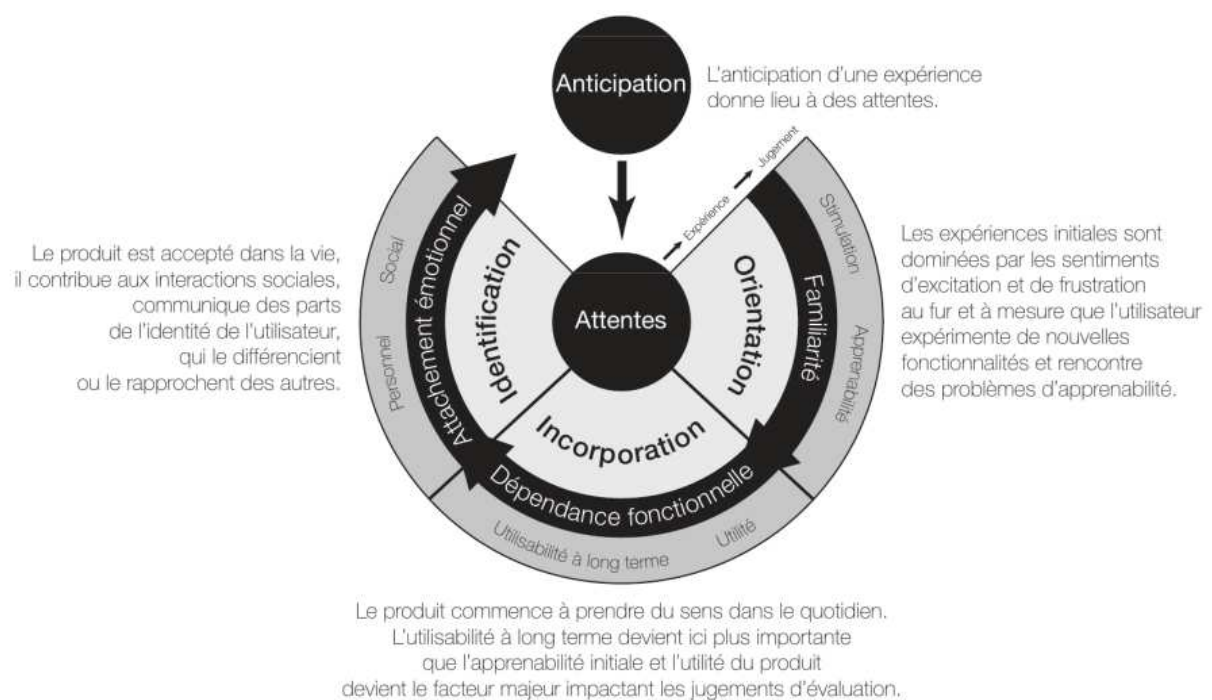 Anticipation
L'anticipation d'une expérience
donne lieu à des attentes.
Attentes
Expérience
Jugement
Orientation
Familiarité
Stimulation
Apprenabilité
Les expériences initiales sont
dominées par les sentiments
d'excitation et de frustration
au fur et à mesure que l'utilisateur
expérimente de nouvelles
fonctionnalités et rencontre
des problèmes d'apprenabilité.
Incorporation
Dépendance fonctionnelle
Utilisabilité à long terme
Utilité
Le produit commence à prendre du sens dans le quotidien.
L'utilisabilité à long terme devient ici plus importante
que l'apprenabilité initiale et l'utilité du produit
devient le facteur majeur impactant les jugements d'évaluation.
Identification
Attachement émotionnel
Personnel
Social
Le produit est accepté dans la vie,
il contribue aux interactions sociales,
communique des parts
de l'identité de l'utilisateur,
qui le différencient
ou le rapprochent des autres.